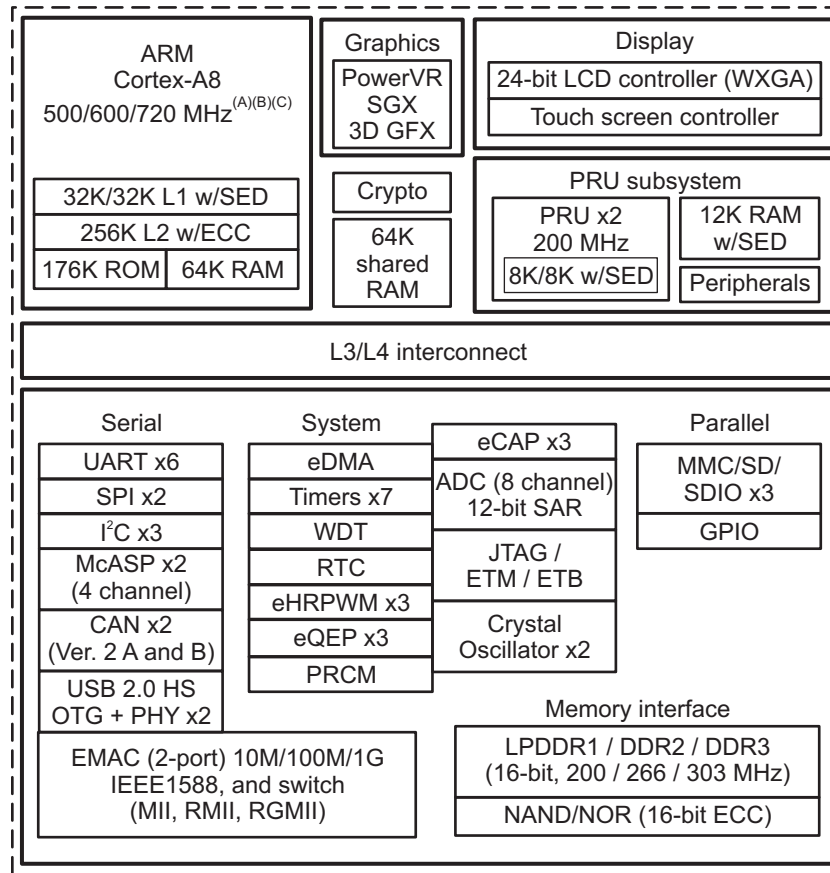 ARM
Cortex-A8
500/600/720 MHz(A)(B)(C)
32K/32K L1 w/SED
256K L2 w/ECC
176K ROM
64K RAM
Graphics
PowerVR
SGX
3D GFX
Crypto
64K
shared
RAM
Display
24-bit LCD controller (WXGA)
Touch screen controller
PRU subsystem
PRU x2
200 MHz
8K/8K w/SED
12K RAM
w/SED
Peripherals
L3/L4 interconnect
Serial
UART x6
SPI x2
I²C x3
McASP x2
(4 channel)
CAN x2
(Ver. 2 A and B)
USB 2.0 HS
OTG + PHY x2
EMAC (2-port) 10M/100M/1G
IEEE1588, and switch
(MII, RMII, RGMII)
System
eDMA
Timers x7
WDT
RTC
eHRPWM x3
eQEP x3
PRCM
eCAP x3
ADC (8 channel)
12-bit SAR
JTAG /
ETM / ETB
Crystal
Oscillator x2
Parallel
MMC/SD/
SDIO x3
GPIO
Memory interface
LPDDR1 / DDR2 / DDR3
(16-bit, 200 / 266 / 303 MHz)
NAND/NOR (16-bit ECC)